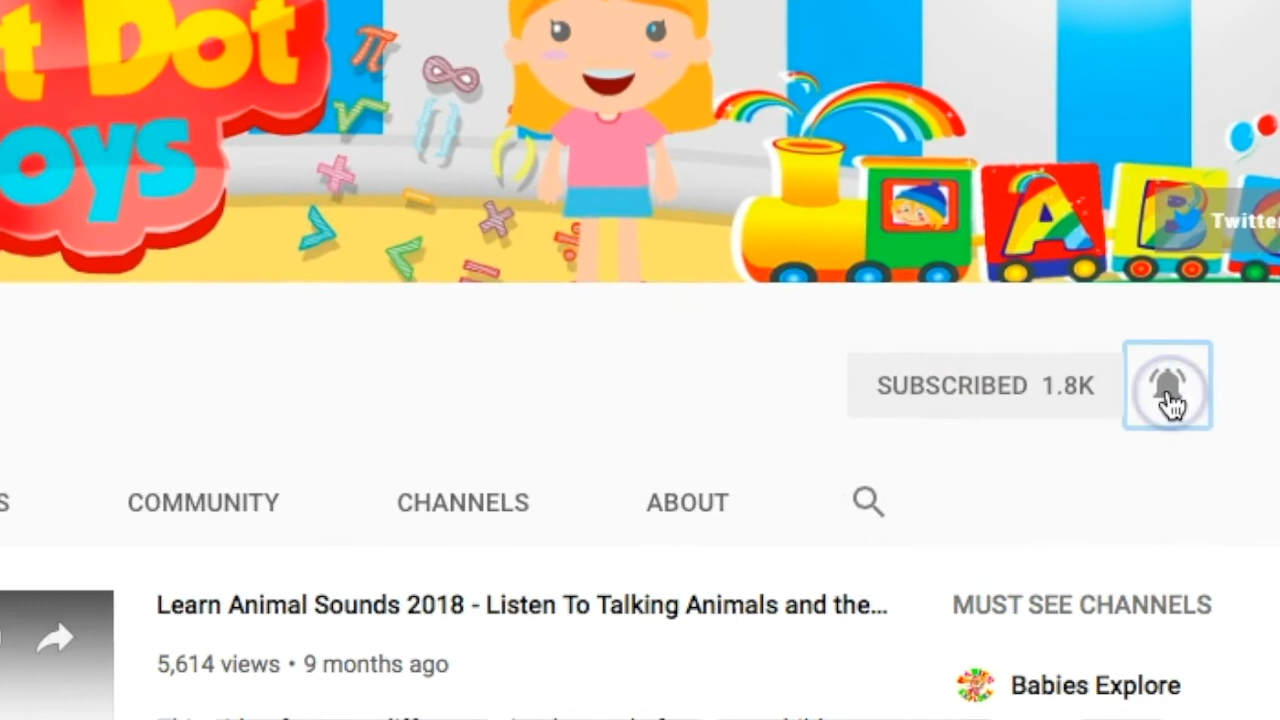 t Dot
oys
A
Twitter
SUBSCRIBED 1.8K
S COMMUNITY CHANNELS ABOUT
Learn Animal Sounds 2018 - Listen To Talking Animals and the...
MUST SEE CHANNELS
5,614 views • 9 months ago
Babies Explore